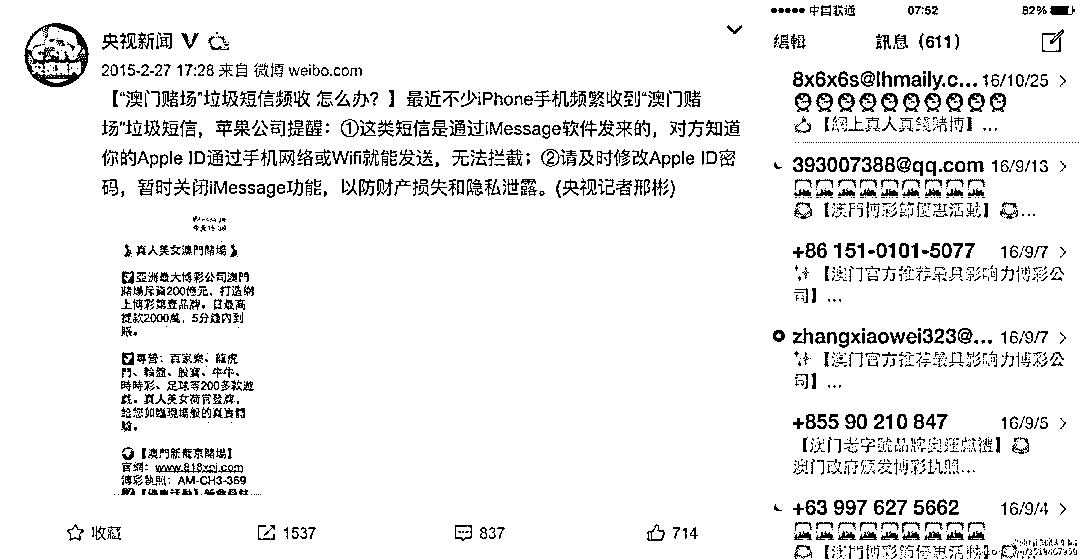 央视新闻
2015-2-27 17:28 来自 微博 weibo.com
【“澳门赌场”垃圾短信频收 怎么办？】最近不少iPhone手机频繁收到“澳门赌
场”垃圾短信，苹果公司提醒：①这类短信是通过iMessage软件发来的，对方知道
你的Apple ID通过手机网络或Wifi就能发送，无法拦截；②请及时修改Apple ID密
码，暂时关闭iMessage功能，以防财产损失和隐私泄露。(央视记者邢彬)
真人美女澳門賭場
亞洲最大博彩公司澳門
賭場斥資200億元，打造網
上博彩第壹品牌。日最高
提款2000萬，5分鐘內到
賬。
尊營：百家樂、龍虎
鬥、輪盤、骰寶、牛牛、
時時彩、足球等200多款遊
戲。真人美女荷官發牌，
給您如臨現場般的真實體
驗。
【澳門新葡京賭場】
官網：www.818xpj.com
博彩執照：AM-CH3-369
收藏
1537
837
714
中国联通 07:52 82%
編輯 訊息（611）
8x6x6s@lhmaily.c... 16/10/25
【網上真人真錢賭博】...
393007388@qq.com 16/9/13
【澳門博彩節優惠活動】...
+86 151-0101-5077 16/9/7
【澳门官方推荐最具影响力博彩公
司】...
zhangxiaowei323@... 16/9/7
【澳门官方推荐最具影响力博彩公
司】...
+855 90 210 847 16/9/5
【澳门老字號品牌奥運獻禮】
澳门政府颁发博彩执照...
+63 997 627 5662 16/9/4
【澳門博彩節優惠活動】